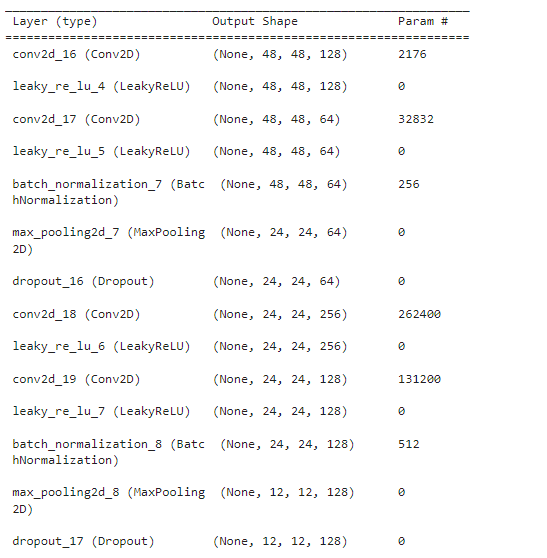 Layer (type) Output Shape Param #
conv2d_16 (Conv2D) (None, 48, 48, 128) 2176
leaky_re_lu_4 (LeakyReLU) (None, 48, 48, 128) 0
conv2d_17 (Conv2D) (None, 48, 48, 64) 32832
leaky_re_lu_5 (LeakyReLU) (None, 48, 48, 64) 0
batch_normalization_7 (Batc (None, 48, 48, 64) 256
hNormalization)
max_pooling2d_7 (MaxPooling (None, 24, 24, 64) 0
2D)
dropout_16 (Dropout) (None, 24, 24, 64) 0
conv2d_18 (Conv2D) (None, 24, 24, 256) 262400
leaky_re_lu_6 (LeakyReLU) (None, 24, 24, 256) 0
conv2d_19 (Conv2D) (None, 24, 24, 128) 131200
leaky_re_lu_7 (LeakyReLU) (None, 24, 24, 128) 0
batch_normalization_8 (Batc (None, 24, 24, 128) 512
hNormalization)
max_pooling2d_8 (MaxPooling (None, 12, 12, 128) 0
2D)
dropout_17 (Dropout) (None, 12, 12, 128) 0